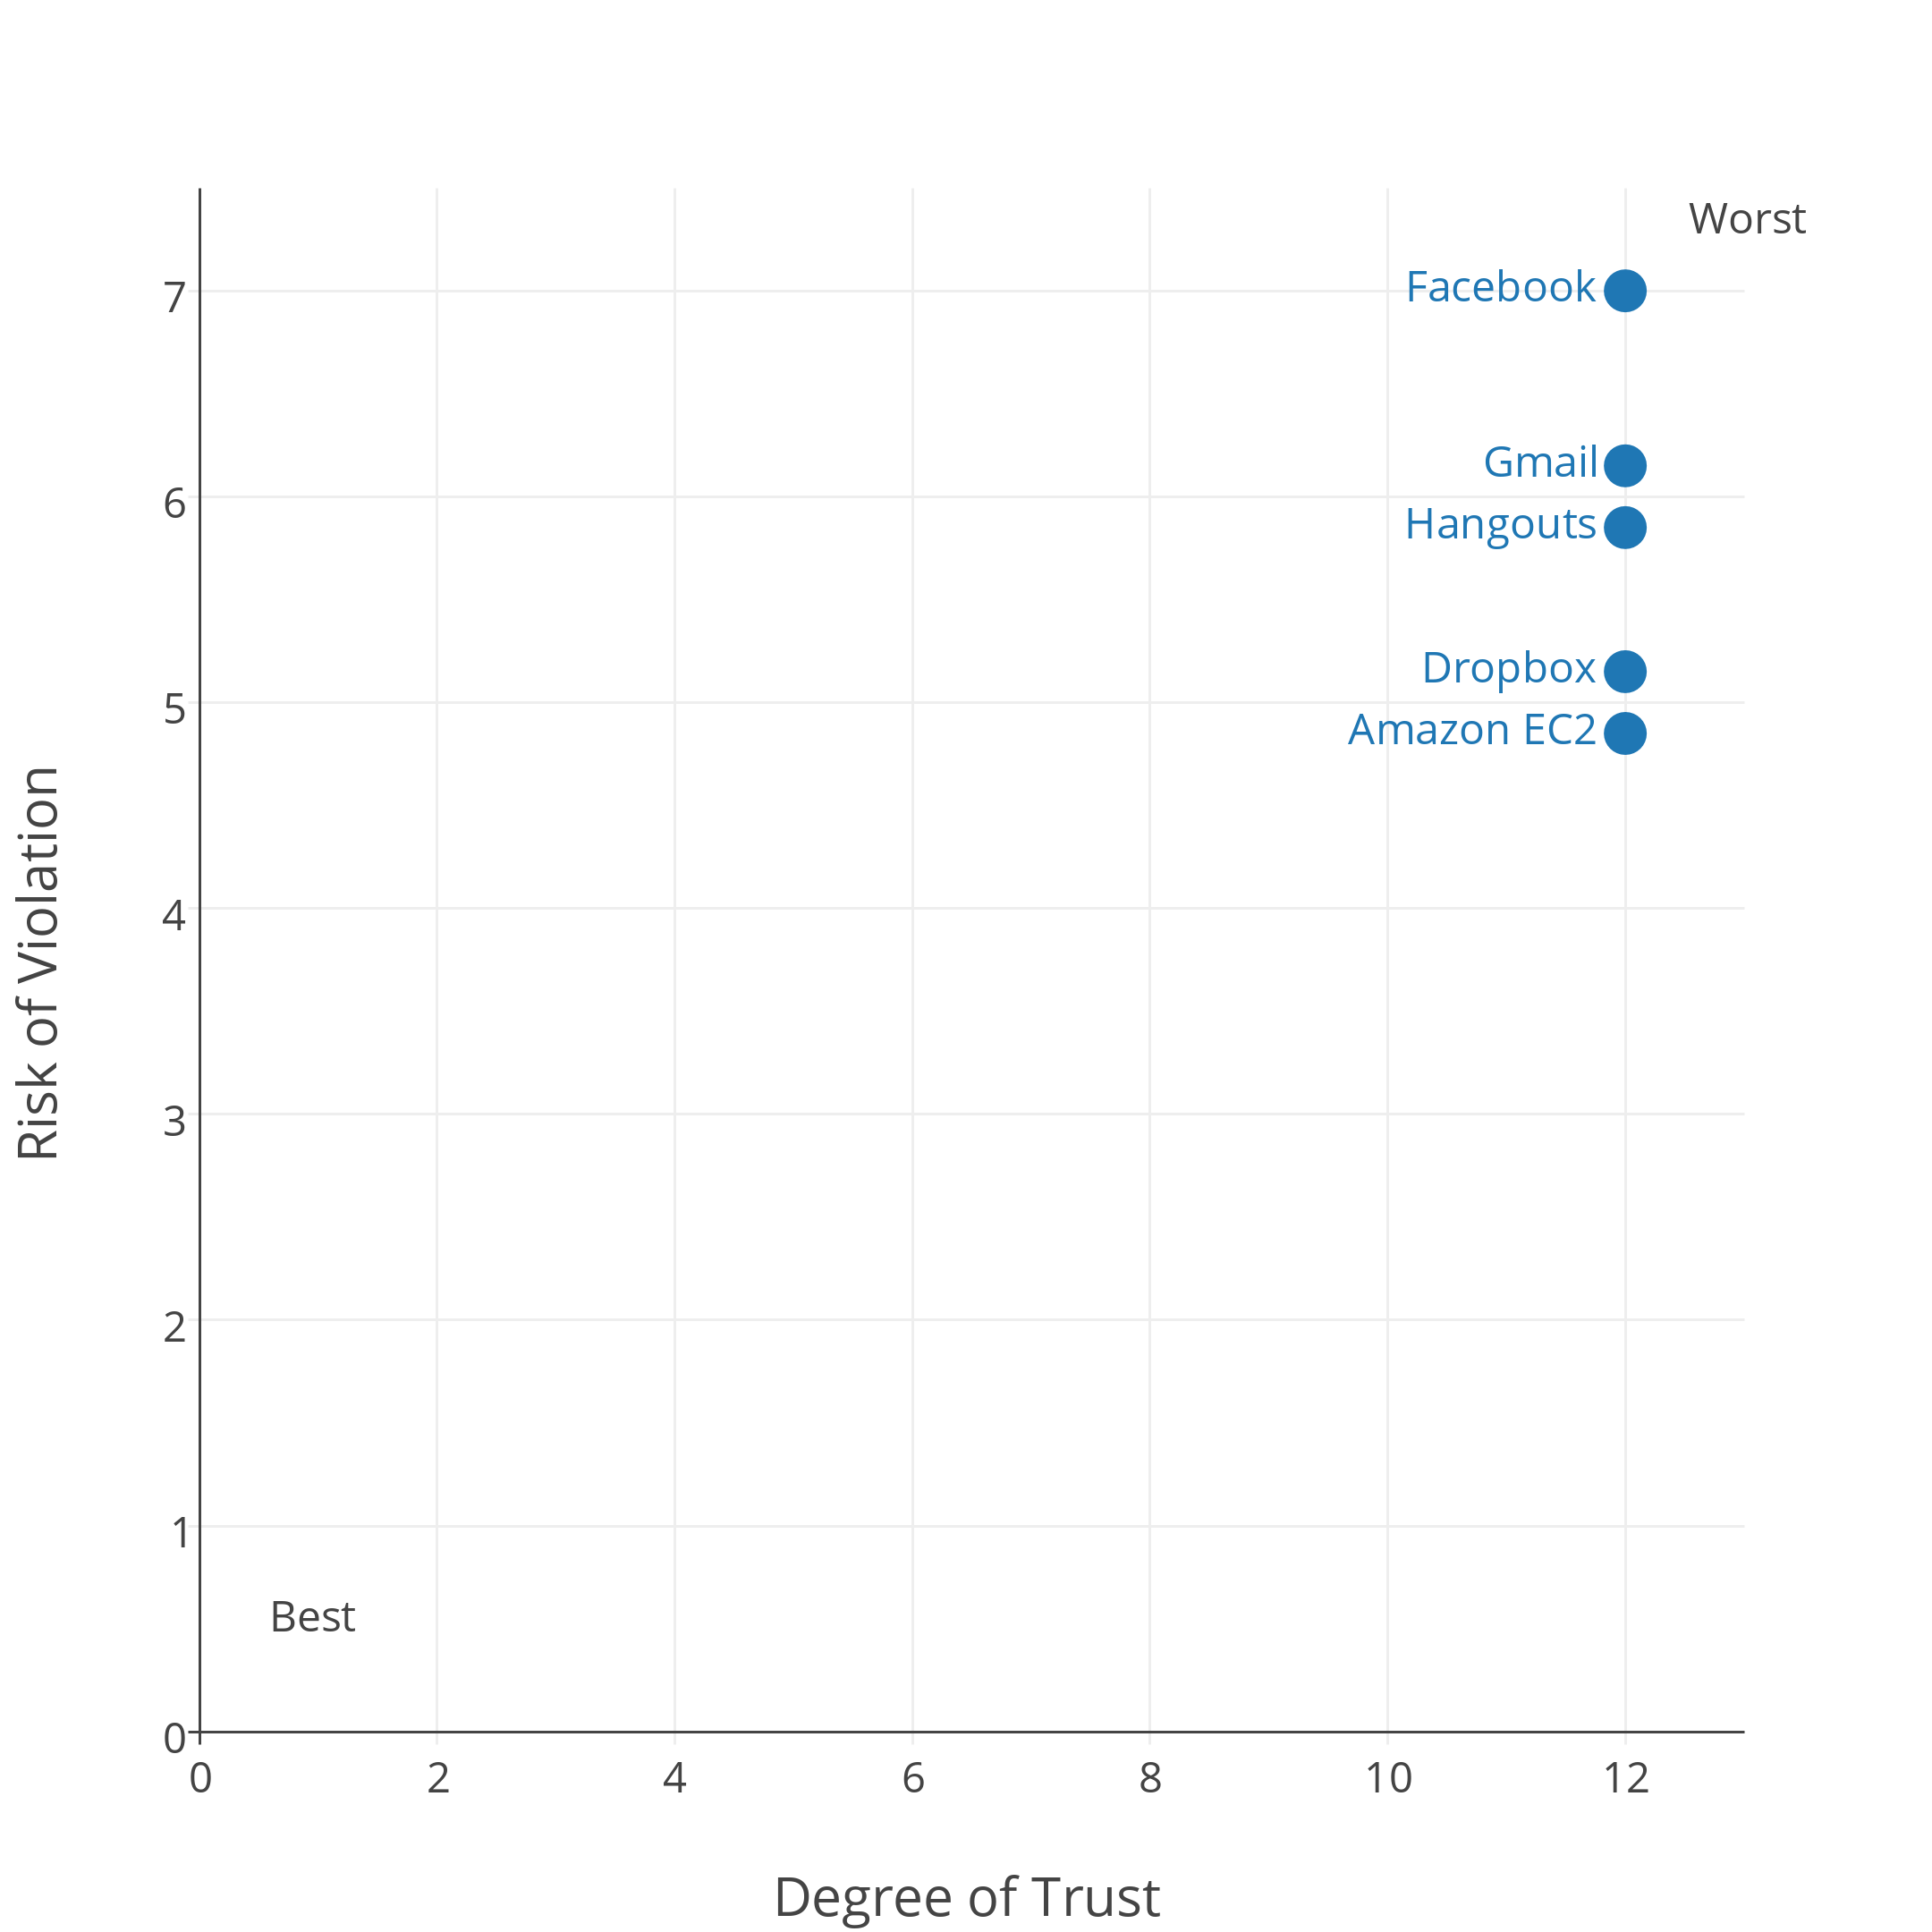 Worst
7
Facebook
Gmail
6
Hangouts
Dropbox
5
Amazon EC2
4
3
2
1
Best
0
0 2 4 6 8 10 12
Risk of Violation
Degree of Trust